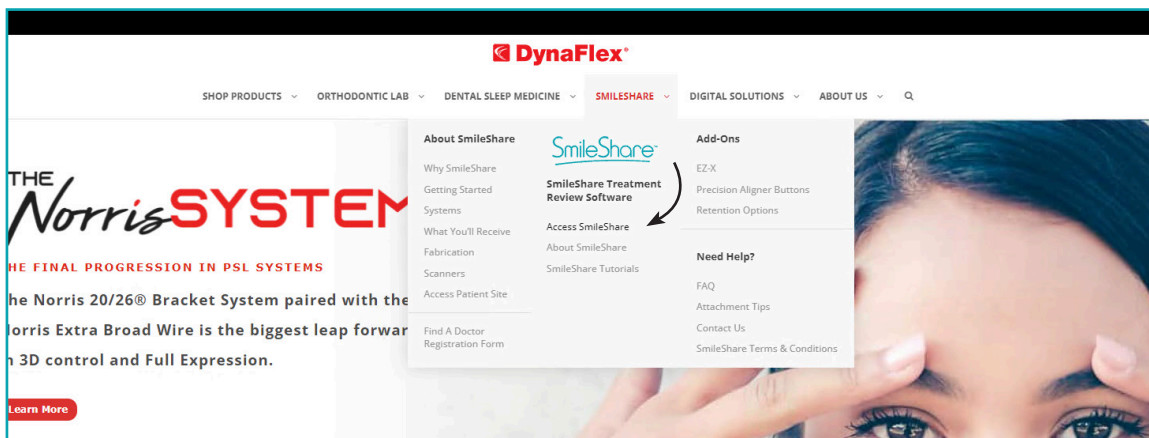 DynaFlex®
SHOP PRODUCTS
ORTHODONTIC LAB
DENTAL SLEEP MEDICINE
SMILESHARE
DIGITAL SOLUTIONS
ABOUT US
About SmileShare
Why SmileShare
Getting Started
Systems
What You'll Receive
Fabrication
Scanners
Access Patient Site
Find A Doctor
Registration Form
SmileShare™
SmileShare Treatment
Review Software
Access SmileShare
About SmileShare
SmileShare Tutorials
Add-Ons
EZ-X
Precision Aligner Buttons
Retention Options
Need Help?
FAQ
Attachment Tips
Contact Us
SmileShare Terms & Conditions
THE
Norris SYSTEM
HE FINAL PROGRESSION IN PSL SYSTEMS
he Norris 20/26® Bracket System paired with the
orris Extra Broad Wire is the biggest leap forwar
n 3D control and Full Expression.
Learn More